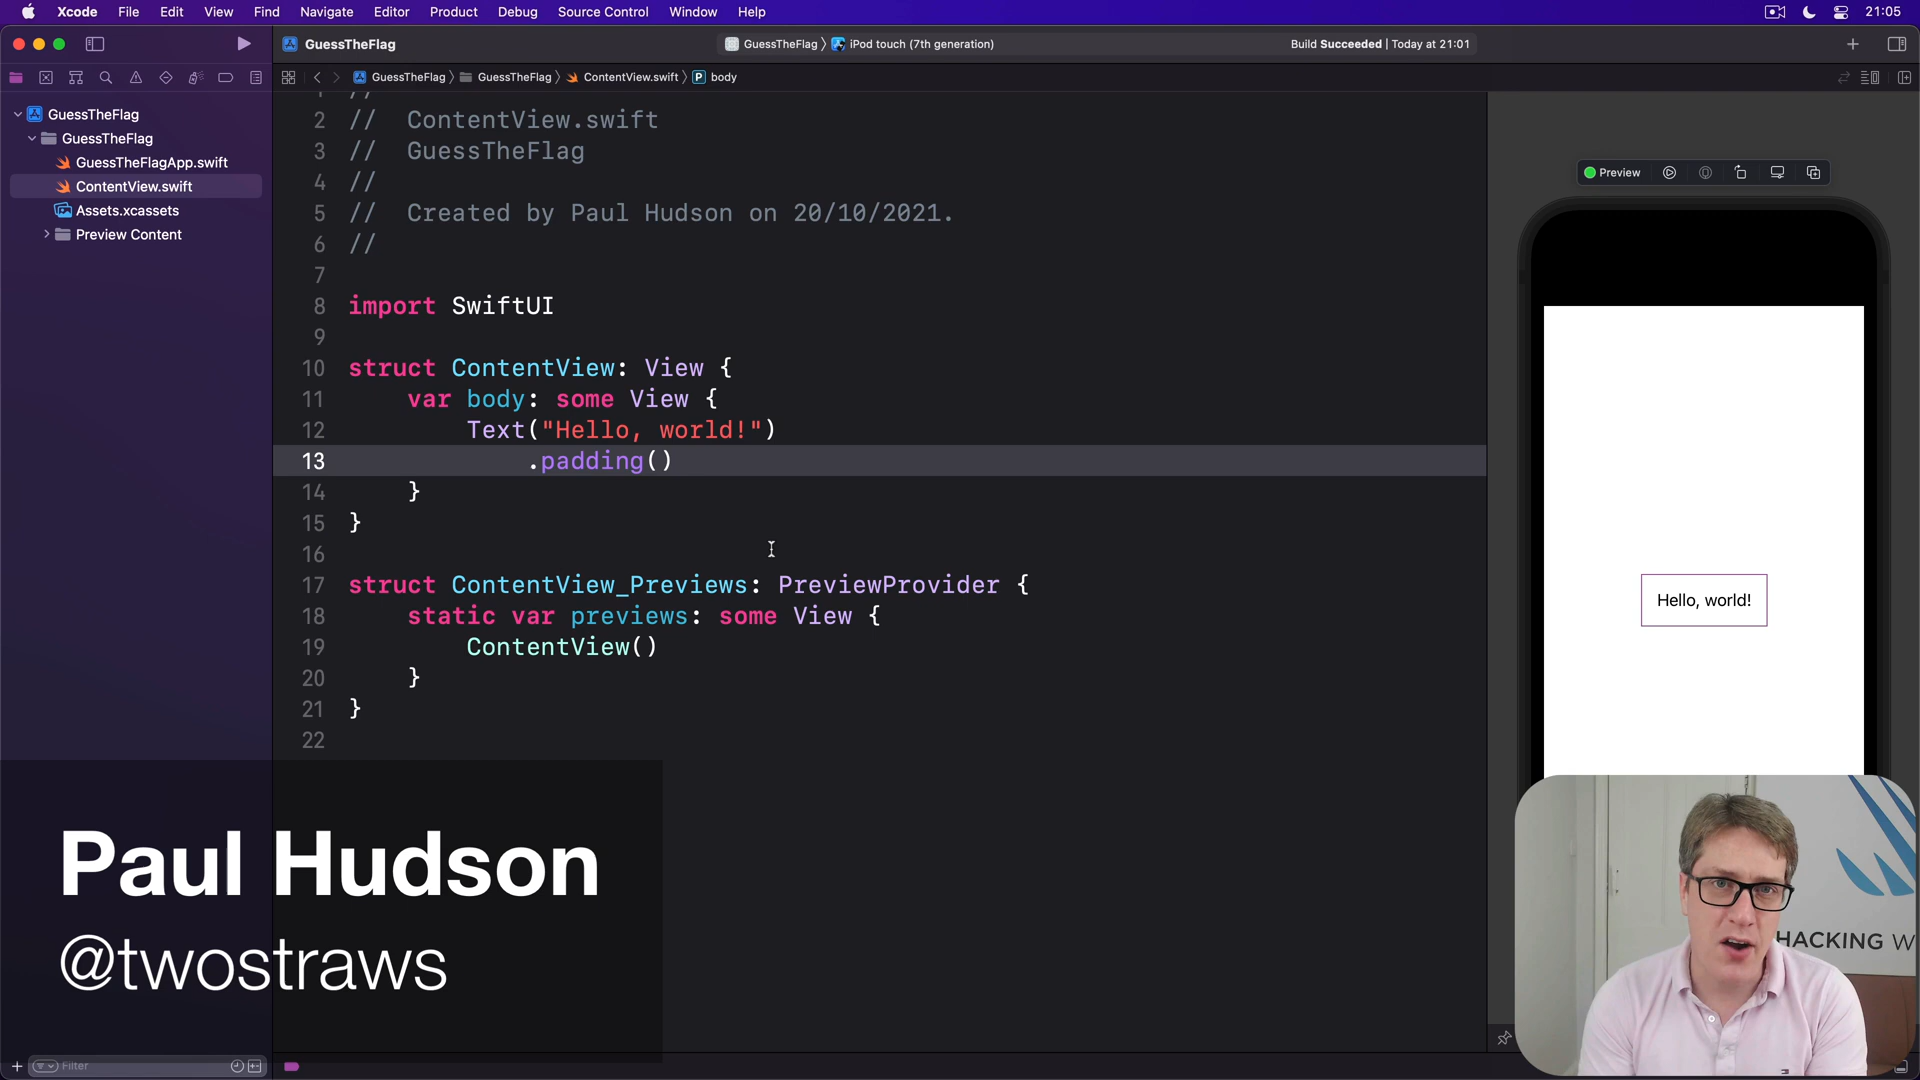 Xcode File Edit View Find Navigate Editor Product Debug Source Control Window Help 21:05
GuessTheFlag GuessTheFlag 〉 iPod touch (7th generation) Build Succeeded | Today at 21:01
GuessTheFlag 〉 GuessTheFlag 〉 ContentView.swift 〉 P body
GuessTheFlag
GuessTheFlag
GuessTheFlagApp.swift
ContentView.swift
Assets.xcassets
Preview Content
1 //
2 //  ContentView.swift
3 //  GuessTheFlag
4 //
5 //  Created by Paul Hudson on 20/10/2021.
6 //
7
8 import SwiftUI
9
10 struct ContentView: View {
11     var body: some View {
12         Text("Hello, world!")
13             .padding()
14     }
15 }
16
17 struct ContentView_Previews: PreviewProvider {
18     static var previews: some View {
19         ContentView()
20     }
21 }
22
Preview
Hello, world!
Paul Hudson
@twostraws
HACKING W
Filter